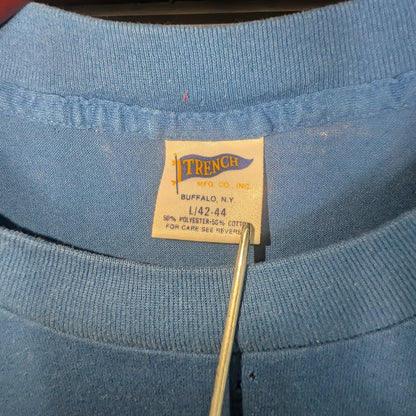 TRENCH
MFG. CO., INC.
BUFFALO, N.Y.
L/42-44
50% POLYESTER-50% COTTON
FOR CARE SEE REVERSE